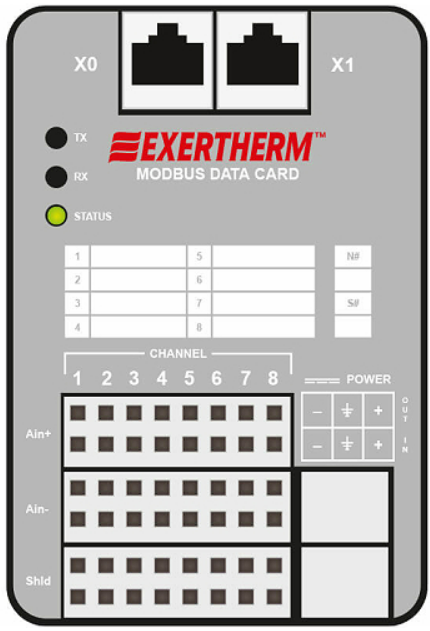 X0 X1
TX
EXERTHERM™
RX
MODBUS DATA CARD
STATUS
1 5 N#
2 6
3 7 S#
4 8
CHANNEL
1 2 3 4 5 6 7 8
POWER
− ⏚ + OUT
Ain+
− ⏚ + IN
Ain-
Shld